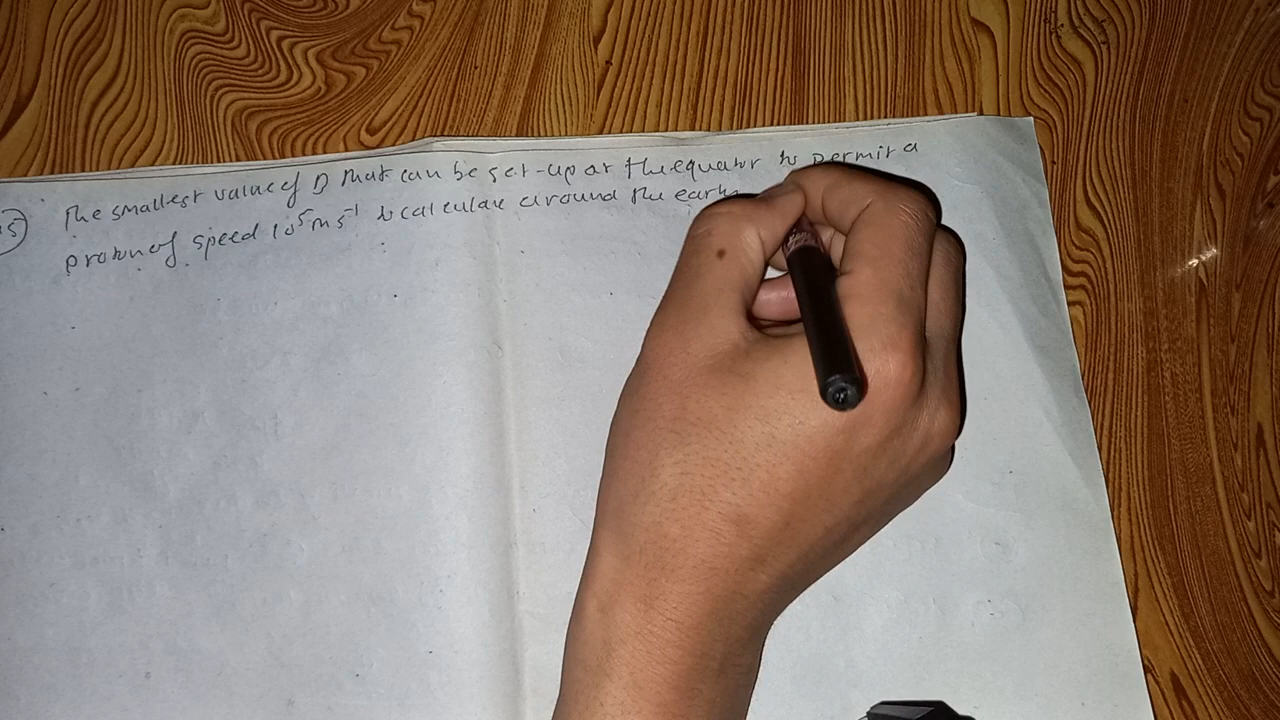 15) The smallest value of B that can be set-up at the equator to permit a
proton of speed 10⁵ms⁻¹ to calculate around the earth